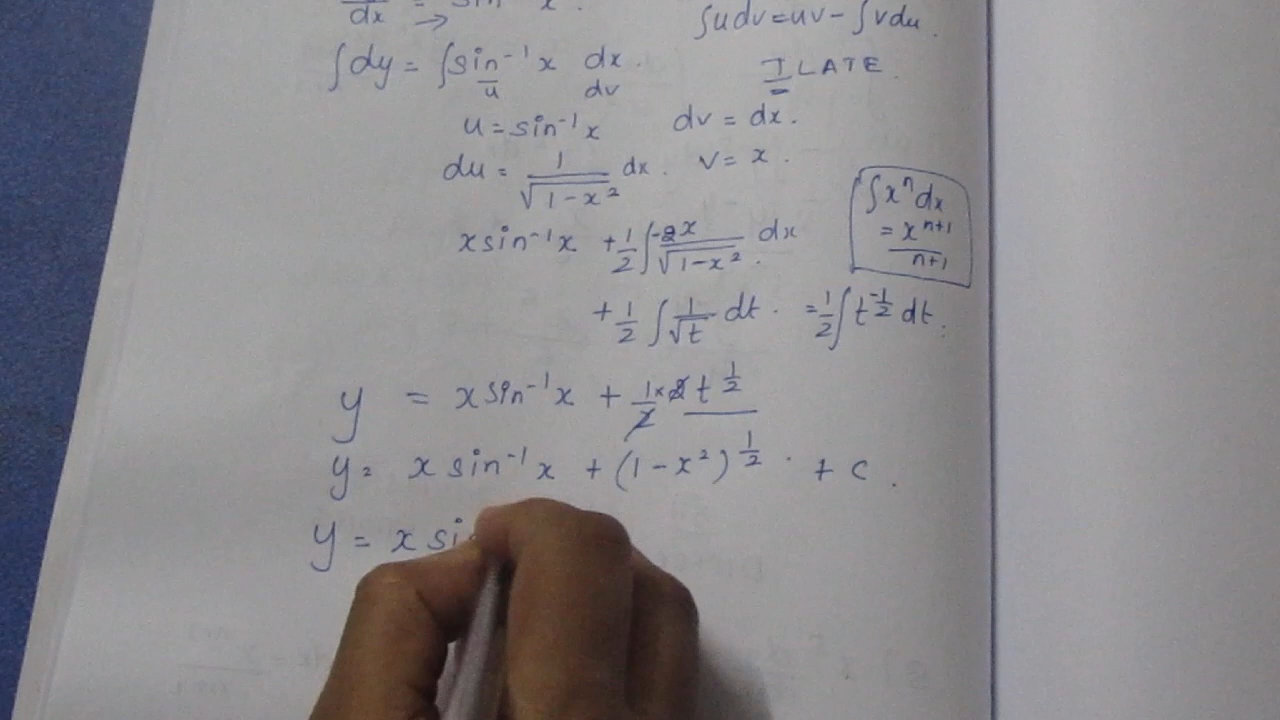 dx → x.
∫udv = uv - ∫vdu.
∫dy = ∫sin⁻¹x dx.
u dv
ILATE.
u = sin⁻¹x dv = dx.
du = 1/√(1-x²) dx. v = x.
∫xⁿdx
= xⁿ⁺¹/n+1
x sin⁻¹x + 1/2 ∫ -2x/√(1-x²) dx
+ 1/2 ∫ 1/√t dt. = 1/2 ∫ t^(-1/2) dt.
y = x sin⁻¹x + 1/2 × 2 t^(1/2)
y = x sin⁻¹x + (1-x²)^(1/2) + c.
y = x si